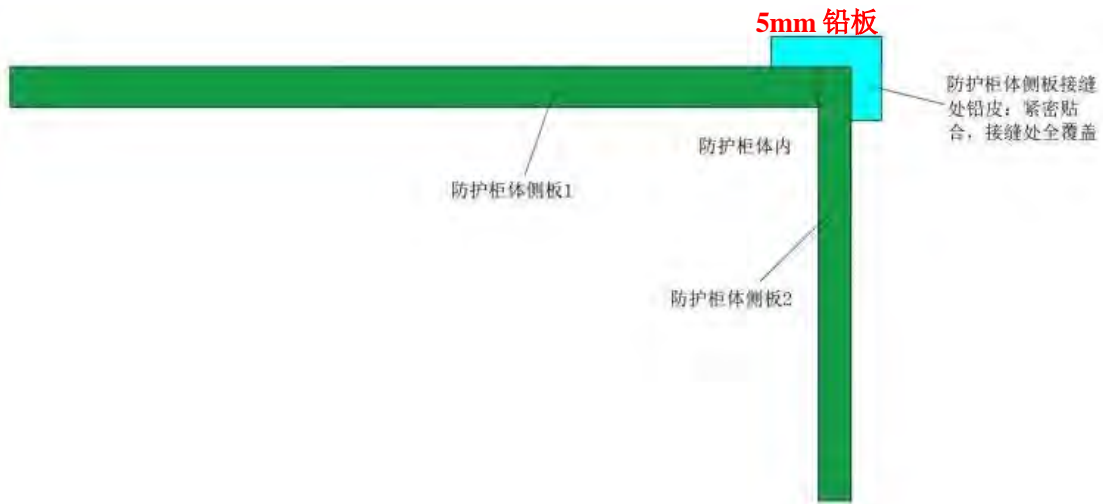 5mm 铅板
防护柜体侧板接缝
处铅皮：紧密贴
合，接缝处全覆盖
防护柜体内
防护柜体侧板1
防护柜体侧板2